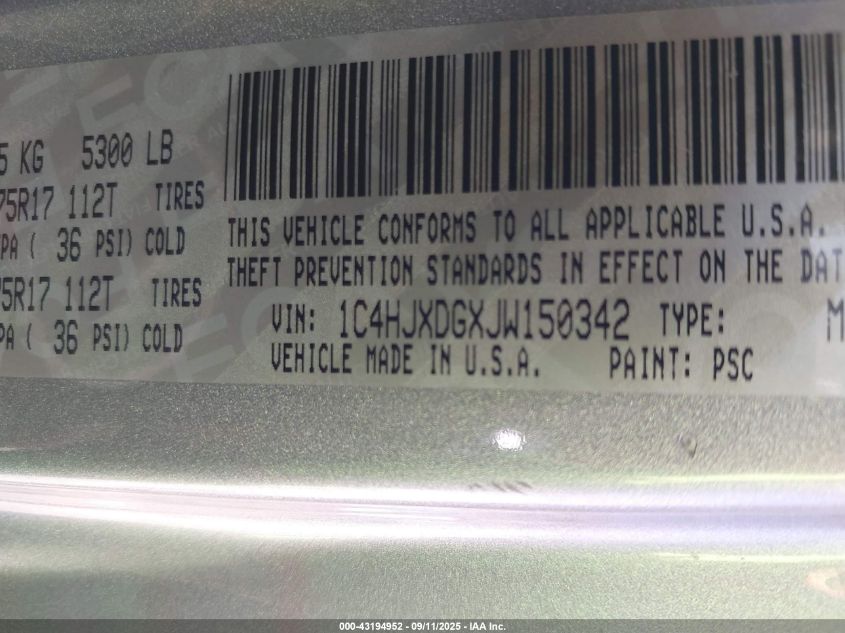 5 KG 5300 LB
75R17 112T TIRES
PA ( 36 PSI) COLD
75R17 112T TIRES
PA ( 36 PSI) COLD
THIS VEHICLE CONFORMS TO ALL APPLICABLE U.S.A.
THEFT PREVENTION STANDARDS IN EFFECT ON THE DAT
VIN: 1C4HJXDGXJW150342 TYPE: M
VEHICLE MADE IN U.S.A. PAINT: PSC
000-43194952 - 09/11/2025 - IAA Inc.